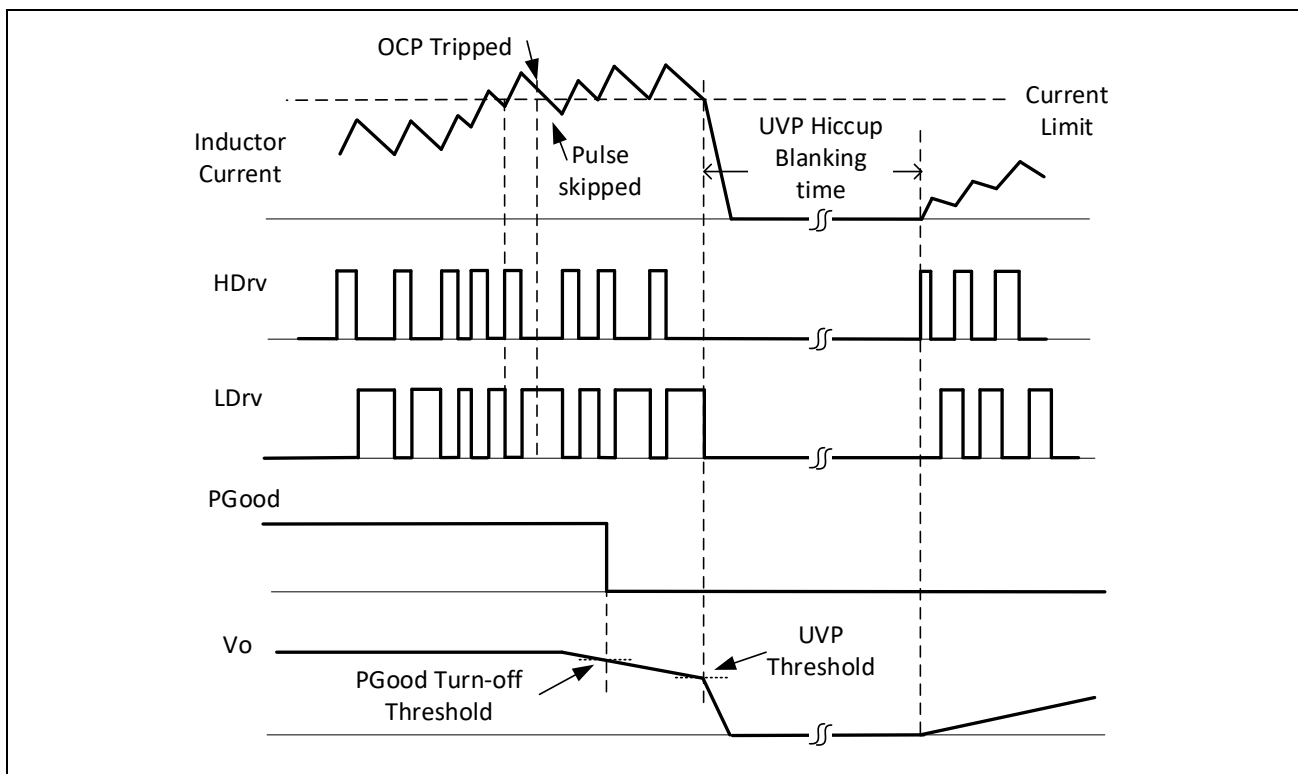 OCP Tripped
Current
Limit
UVP Hiccup
Blanking
time
Inductor
Current
Pulse
skipped
HDrv
LDrv
PGood
Vo
UVP
Threshold
PGood Turn-off
Threshold